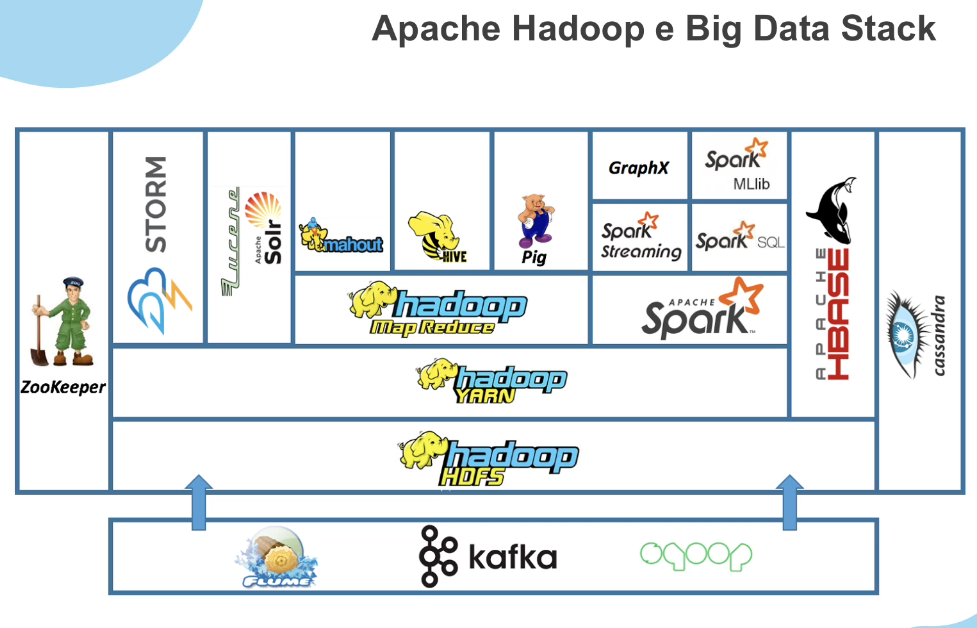 Apache Hadoop e Big Data Stack
ZooKeeper
STORM
Lucene
Apache
Solr
mahout
HIVE
Pig
GraphX
Spark
MLlib
Spark
Streaming
Spark SQL
hadoop
Map Reduce
APACHE
Spark™
APACHE
HBASE
cassandra
hadoop
YARN
hadoop
HDFS
FLUME
kafka
sqoop